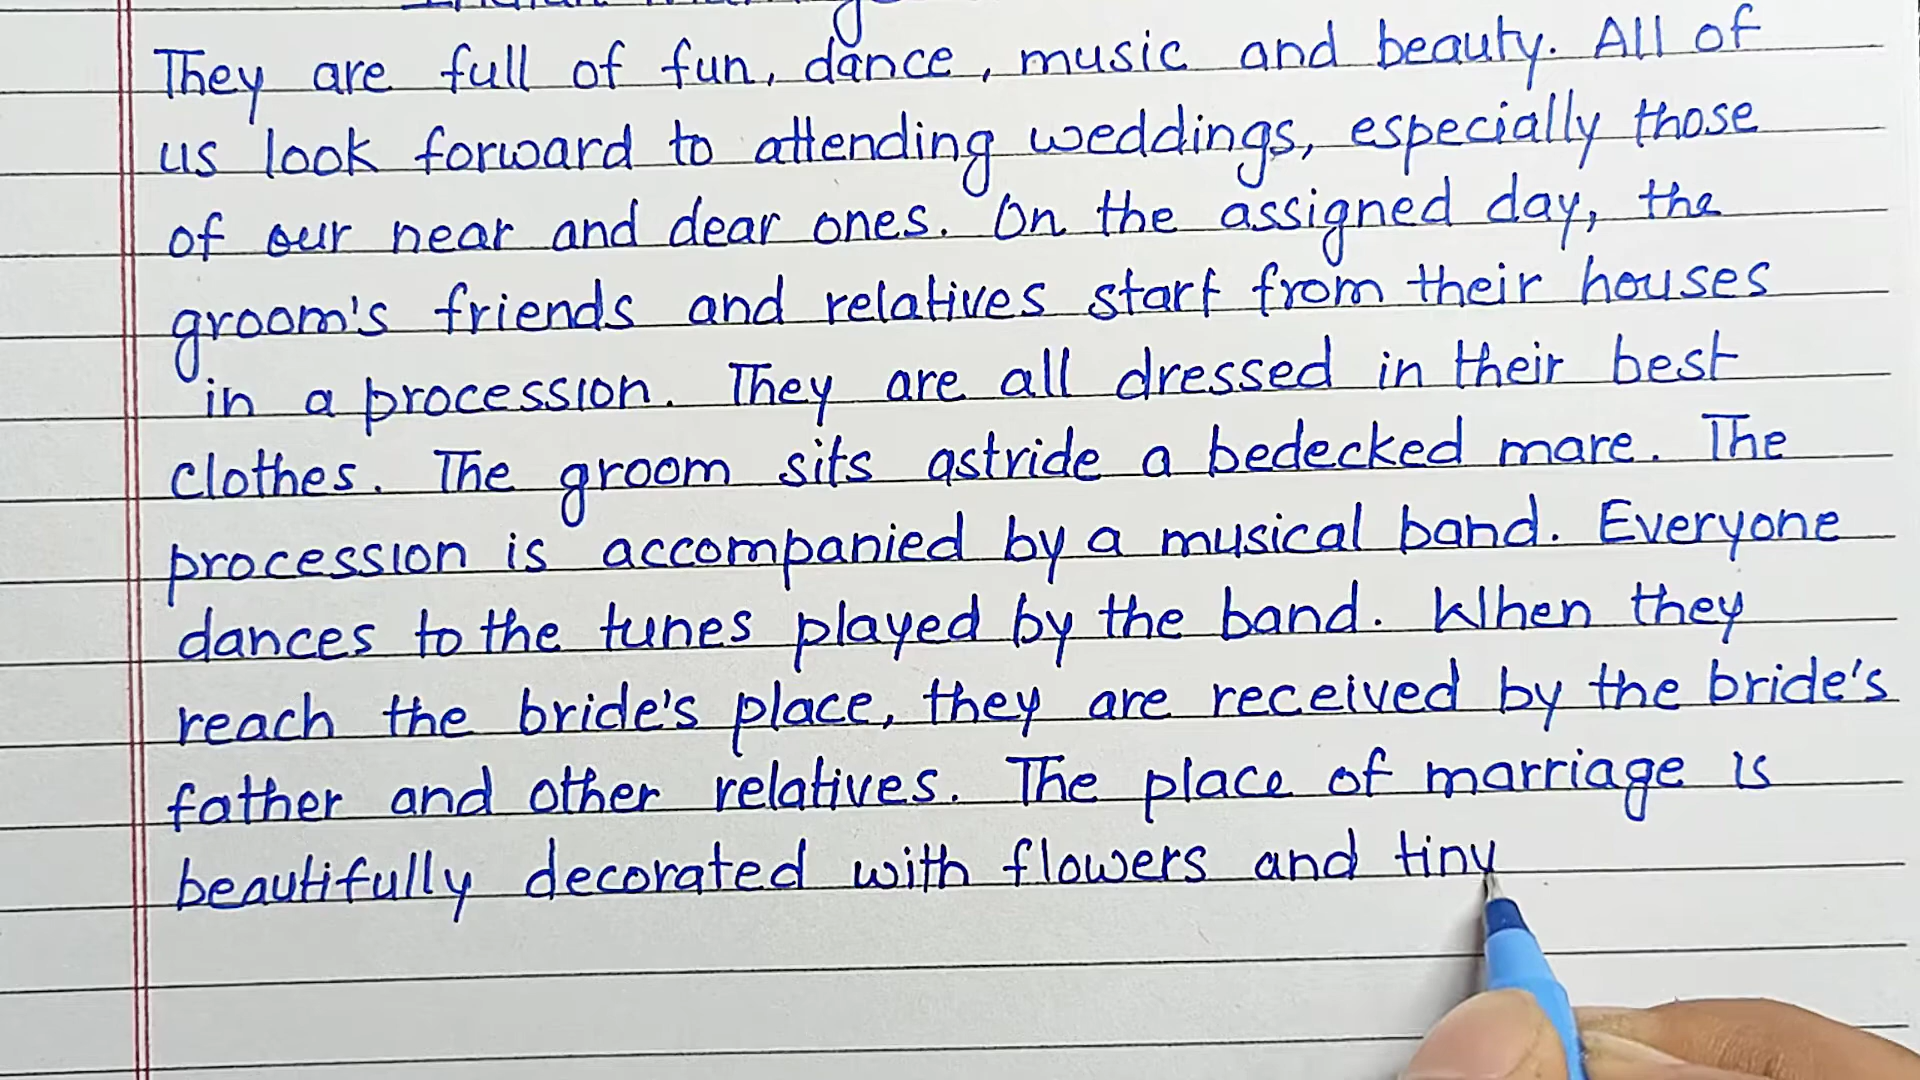 They are full of fun, dance, music and beauty. All of
us look forward to attending weddings, especially those
of our near and dear ones. On the assigned day, the
groom's friends and relatives start from their houses
in a procession. They are all dressed in their best
clothes. The groom sits astride a bedecked mare. The
procession is accompanied by a musical band. Everyone
dances to the tunes played by the band. When they
reach the bride's place, they are received by the bride's
father and other relatives. The place of marriage is
beautifully decorated with flowers and tiny